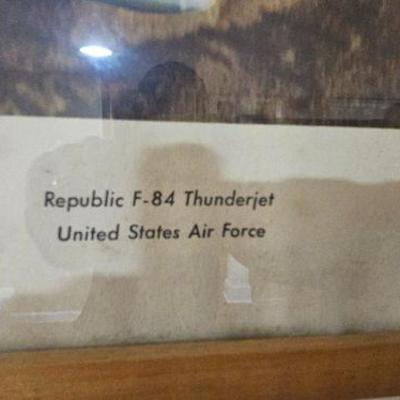 Republic F-84 Thunderjet
United States Air Force